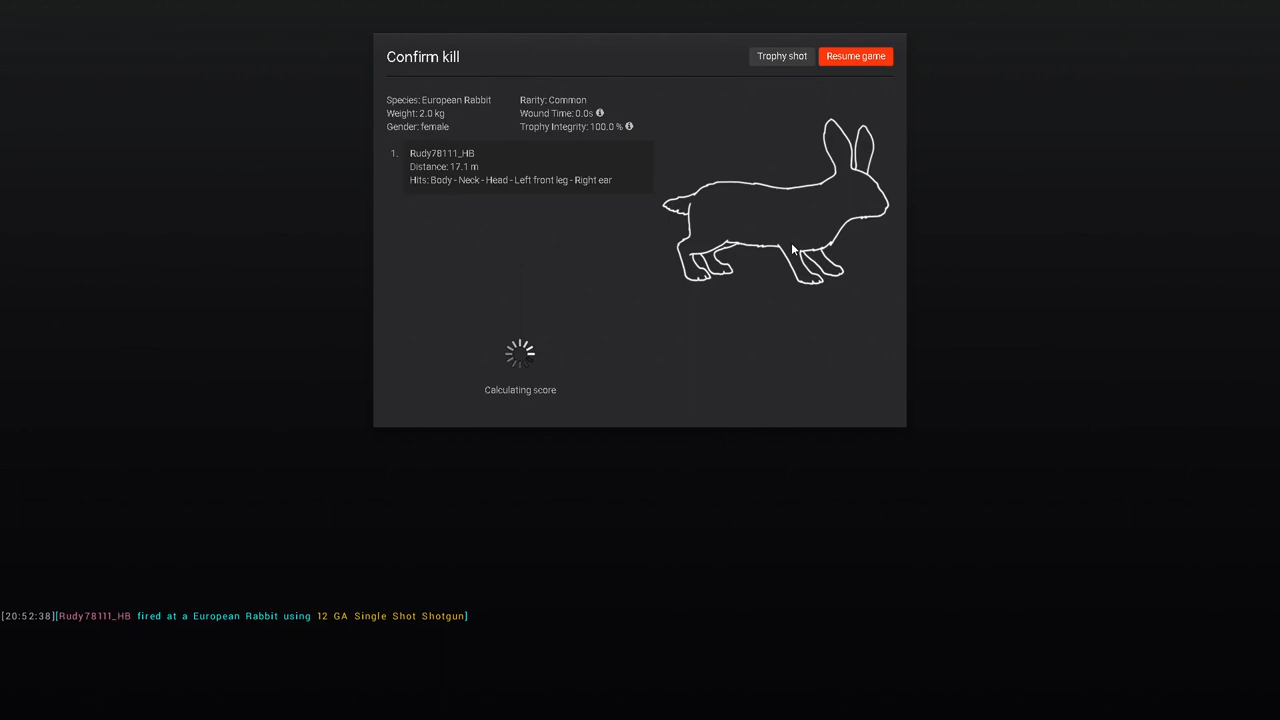 Confirm kill
Trophy shot
Resume game
Species: European Rabbit
Weight: 2.0 kg
Gender: female
Rarity: Common
Wound Time: 0.0s
Trophy Integrity: 100.0 %
1. Rudy78111_HB
Distance: 17.1 m
Hits: Body - Neck - Head - Left front leg - Right ear
Calculating score
[20:52:38][Rudy78111_HB fired at a European Rabbit using 12 GA Single Shot Shotgun]